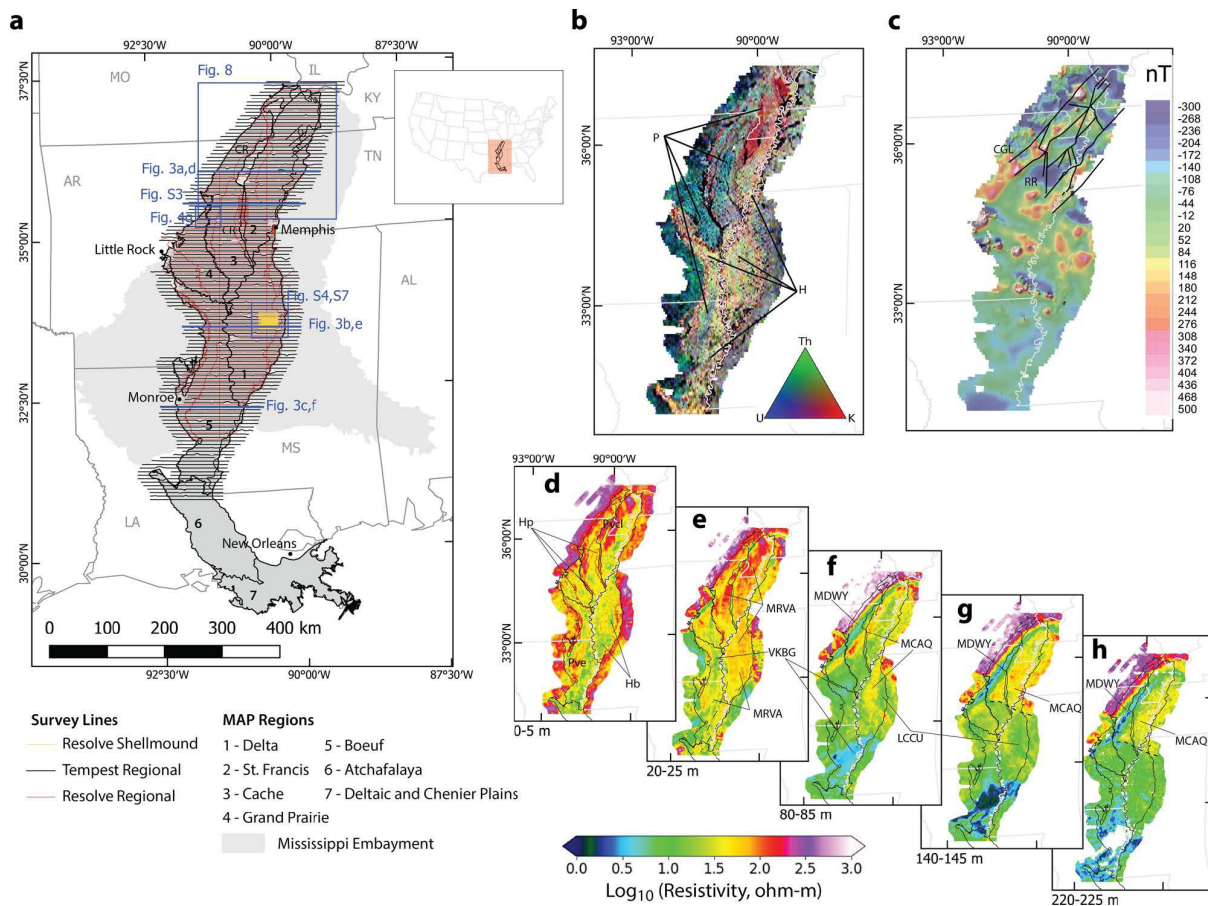 a
92°30'W
90°00'W
87°30'W
37°30'N
35°00'N
32°30'N
30°00'N
92°30'W
90°00'W
87°30'W
MO
IL
KY
TN
AR
AL
MS
LA
Fig. 8
CR
Fig. 3a,d
Fig. S3
CR
2
Memphis
Little Rock
3
4
Fig. S4,S7
Fig. 3b,e
1
Monroe
Fig. 3c,f
5
6
New Orleans
7
0 100 200 300 400 km
b
93°00'W
90°00'W
36°00'N
33°00'N
P
H
Th
U
K
c
93°00'W
90°00'W
36°00'N
33°00'N
CGL
RR
nT
-300
-268
-236
-204
-172
-140
-108
-76
-44
-12
20
52
84
116
148
180
212
244
276
308
340
372
404
436
468
500
93°00'W
90°00'W
36°00'N
33°00'N
d
Hp
Pvcl
Pve
Hb
0-5 m
e
MRVA
VKBG
MRVA
20-25 m
f
MDWY
MCAQ
LCCU
80-85 m
g
MDWY
MCAQ
140-145 m
h
MDWY
MCAQ
220-225 m
Survey Lines
Resolve Shellmound
Tempest Regional
Resolve Regional
MAP Regions
1 - Delta
2 - St. Francis
3 - Cache
4 - Grand Prairie
5 - Boeuf
6 - Atchafalaya
7 - Deltaic and Chenier Plains
Mississippi Embayment
0.0 0.5 1.0 1.5 2.0 2.5 3.0
Log10 (Resistivity, ohm-m)